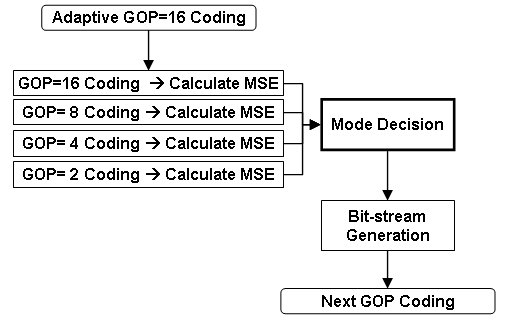 Adaptive GOP=16 Coding
GOP=16 Coding → Calculate MSE
GOP= 8 Coding → Calculate MSE
GOP= 4 Coding → Calculate MSE
GOP= 2 Coding → Calculate MSE
Mode Decision
Bit-stream
Generation
Next GOP Coding